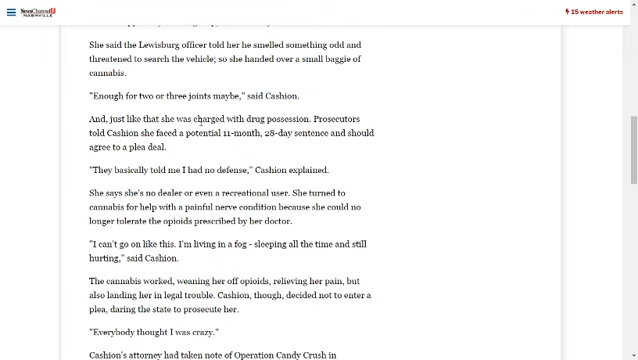 NewsChannel 5
NASHVILLE
15 weather alerts
She said the Lewisburg officer told her he smelled something odd and
threatened to search the vehicle; so she handed over a small baggie of
cannabis.
"Enough for two or three joints maybe," said Cashion.
And, just like that she was charged with drug possession. Prosecutors
told Cashion she faced a potential 11-month, 28-day sentence and should
agree to a plea deal.
"They basically told me I had no defense," Cashion explained.
She says she's no dealer or even a recreational user. She turned to
cannabis for help with a painful nerve condition because she could no
longer tolerate the opioids prescribed by her doctor.
"I can't go on like this. I'm living in a fog - sleeping all the time and still
hurting," said Cashion.
The cannabis worked, weaning her off opioids, relieving her pain, but
also landing her in legal trouble. Cashion, though, decided not to enter a
plea, daring the state to prosecute her.
"Everybody thought I was crazy."
Cashion's attorney had taken note of Operation Candy Crush in